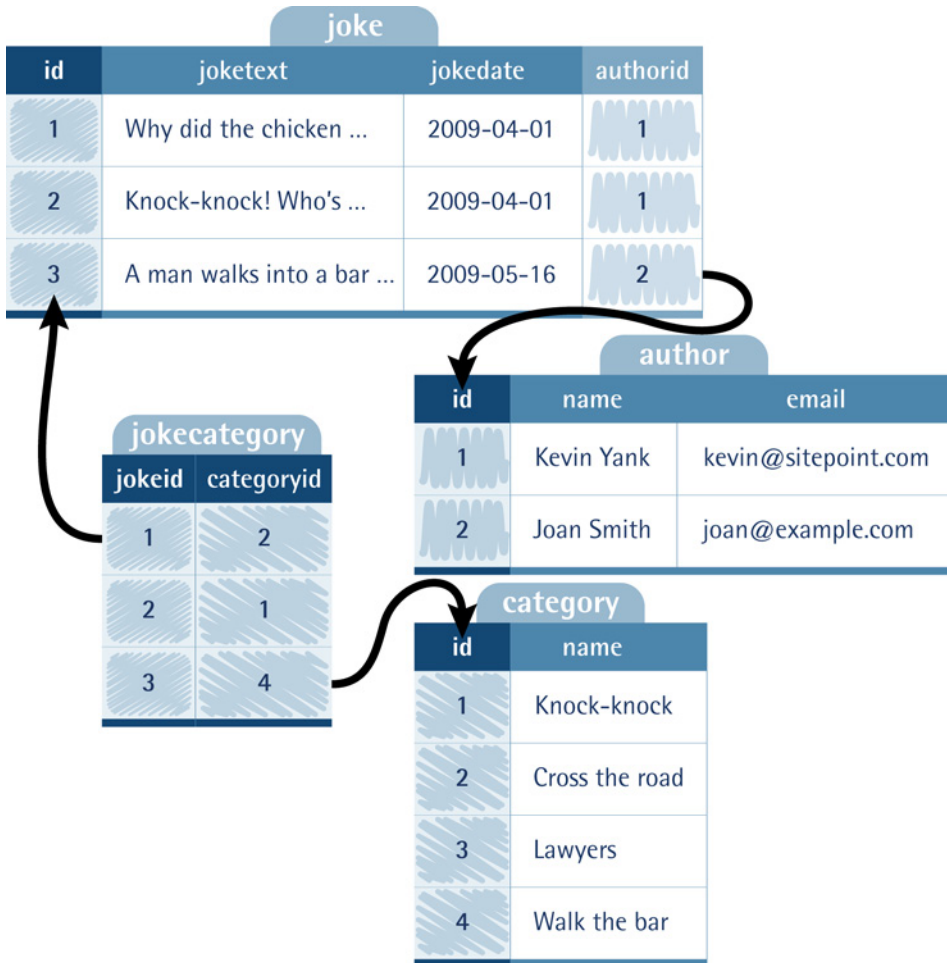 joke
id joketext jokedate authorid
1 Why did the chicken ... 2009-04-01 1
2 Knock-knock! Who's ... 2009-04-01 1
3 A man walks into a bar ... 2009-05-16 2
author
id name email
1 Kevin Yank kevin@sitepoint.com
2 Joan Smith joan@example.com
jokecategory
jokeid categoryid
1 2
2 1
3 4
category
id name
1 Knock-knock
2 Cross the road
3 Lawyers
4 Walk the bar